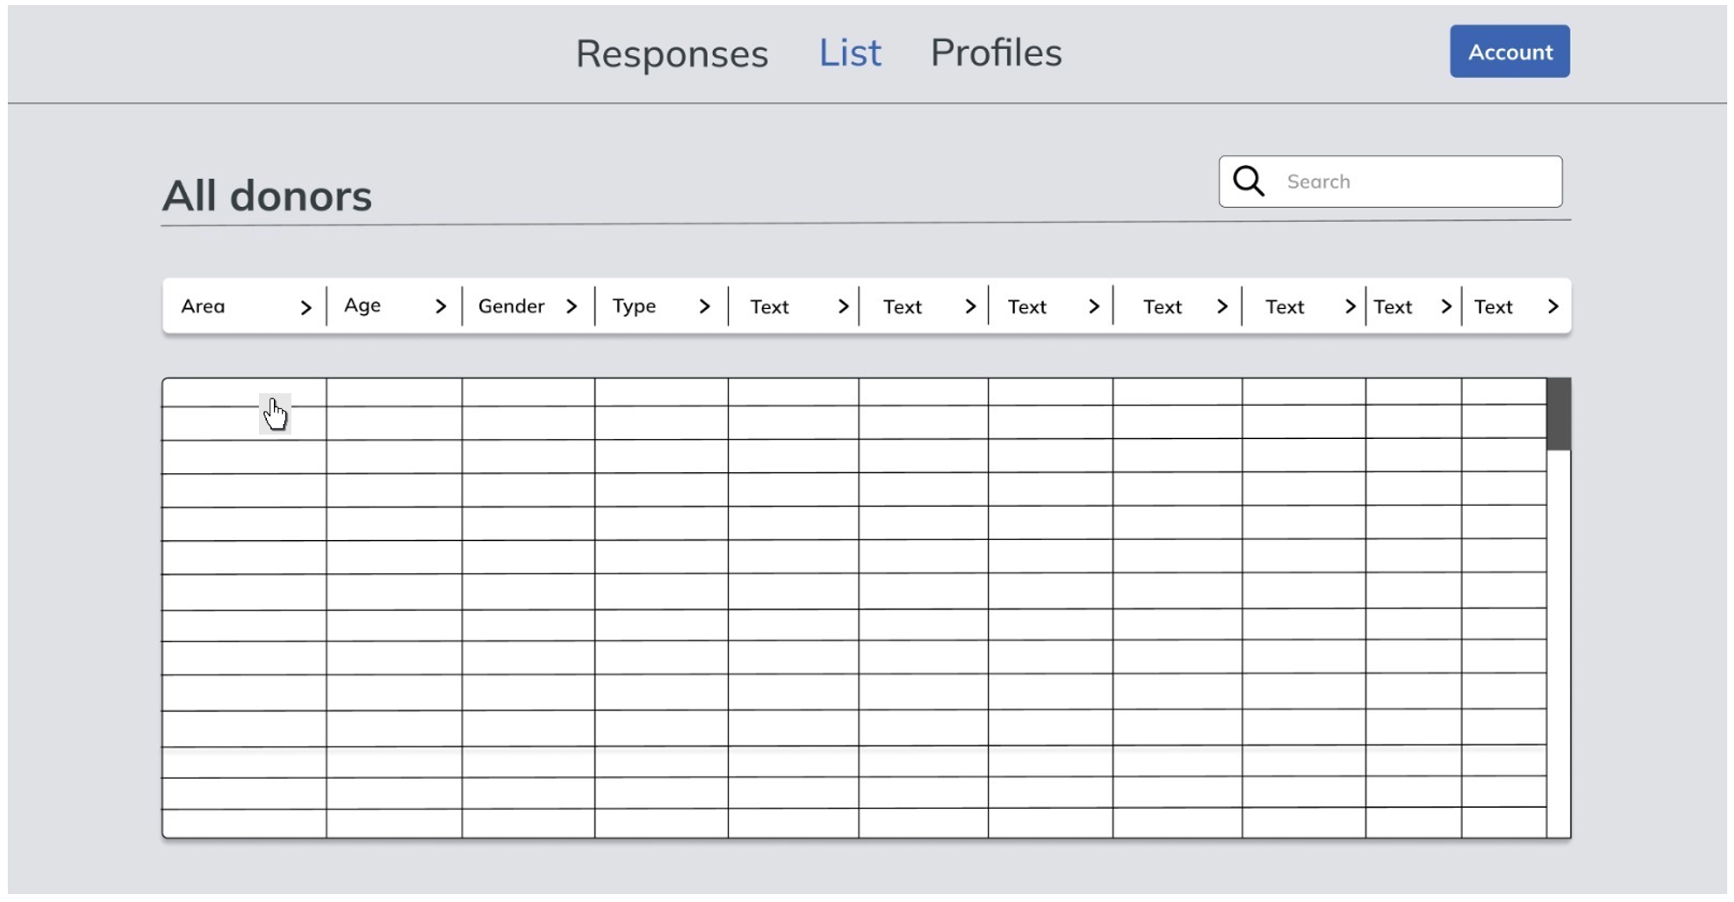 Responses List Profiles Account
All donors
Search
Area Age Gender Type Text Text Text Text Text Text Text